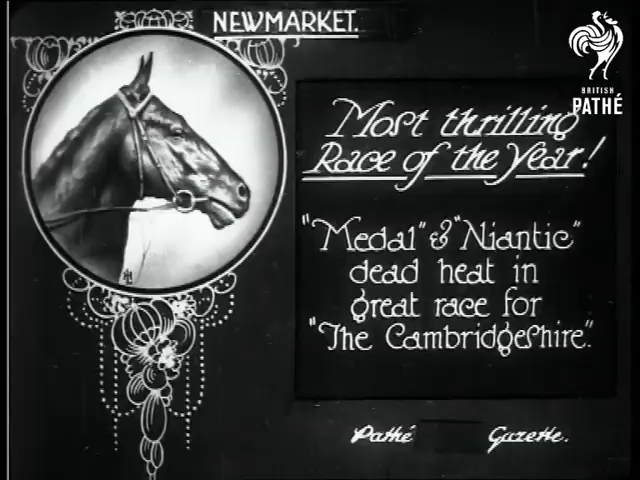 NEWMARKET.
BRITISH
PATHÉ
Most thrilling
Race of the Year!
"Medal" & "Niantic"
dead heat in
great race for
"The Cambridgeshire".
Pathé Gazette.